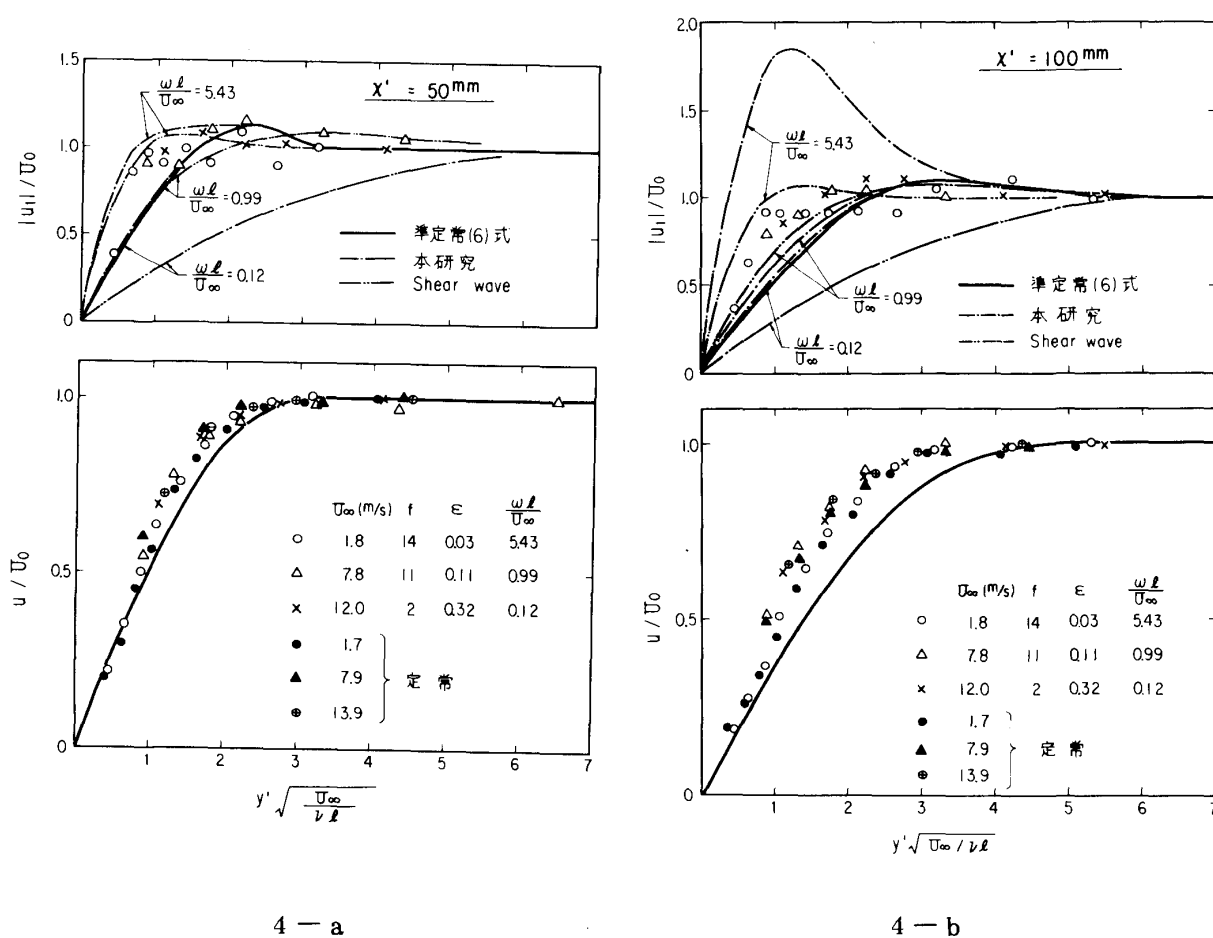 1.5
1.0
0.5
0
|u₁| / U₀
χ' = 50 mm
ωℓ/U∞ = 5.43
ωℓ/U∞ = 0.99
ωℓ/U∞ = 0.12
準定常(6)式
本研究
Shear wave
1.0
0.5
0
u / U₀
U∞ (m/s) f ε ωℓ/U∞
○ 1.8 14 0.03 5.43
△ 7.8 11 0.11 0.99
× 12.0 2 0.32 0.12
● 1.7
▲ 7.9 定常
⊕ 13.9
1 2 3 4 5 6 7
y' √(U∞/νℓ)
4-a
2.0
1.5
1.0
0.5
0
|u₁| / U₀
χ' = 100 mm
ωℓ/U∞ = 5.43
ωℓ/U∞ = 0.99
ωℓ/U∞ = 0.12
準定常(6)式
本研究
Shear wave
1.0
0.5
0
u / U₀
U∞ (m/s) f ε ωℓ/U∞
○ 1.8 14 0.03 5.43
△ 7.8 11 0.11 0.99
× 12.0 2 0.32 0.12
● 1.7
▲ 7.9 定常
⊕ 13.9
1 2 3 4 5 6 7
y' √U∞/νℓ
4-b